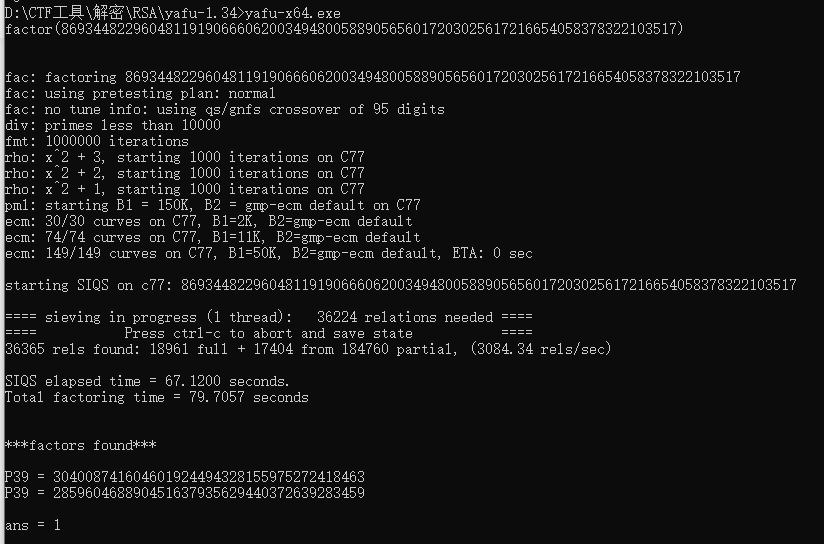 D:\CTF工具\解密\RSA\yafu-1.34>yafu-x64.exe
factor(86934482296048119190666062003494800588905656017203025617216654058378322103517)
fac: factoring 86934482296048119190666062003494800588905656017203025617216654058378322103517
fac: using pretesting plan: normal
fac: no tune info: using qs/gnfs crossover of 95 digits
div: primes less than 10000
fmt: 1000000 iterations
rho: x^2 + 3, starting 1000 iterations on C77
rho: x^2 + 2, starting 1000 iterations on C77
rho: x^2 + 1, starting 1000 iterations on C77
pm1: starting B1 = 150K, B2 = gmp-ecm default on C77
ecm: 30/30 curves on C77, B1=2K, B2=gmp-ecm default
ecm: 74/74 curves on C77, B1=11K, B2=gmp-ecm default
ecm: 149/149 curves on C77, B1=50K, B2=gmp-ecm default, ETA: 0 sec
starting SIQS on c77: 86934482296048119190666062003494800588905656017203025617216654058378322103517
==== sieving in progress (1 thread):   36224 relations needed ====
====           Press ctrl-c to abort and save state           ====
36365 rels found: 18961 full + 17404 from 184760 partial, (3084.34 rels/sec)
SIQS elapsed time = 67.1200 seconds.
Total factoring time = 79.7057 seconds
***factors found***
P39 = 304008741604601924494328155975272418463
P39 = 285960468890451637935629440372639283459
ans = 1